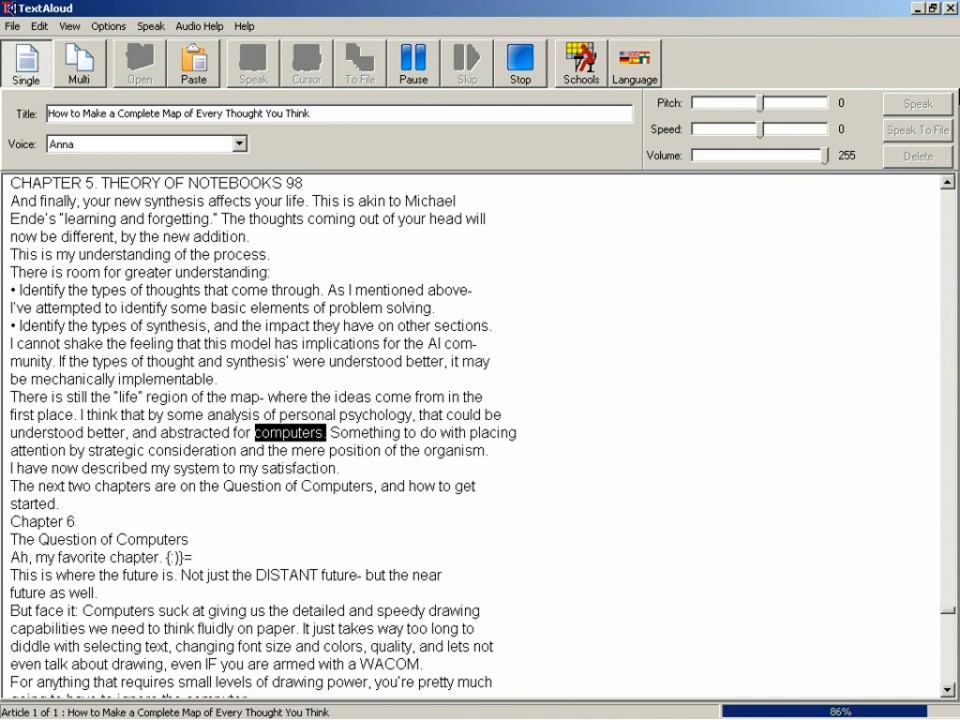 TextAloud
File Edit View Options Speak Audio Help Help
Single Multi Open Paste Speak Cursor To File Pause Skip Stop Schools Language
Title: How to Make a Complete Map of Every Thought You Think
Voice: Anna
Pitch: 0 Speak
Speed: 0 Speak To File
Volume: 255 Delete
CHAPTER 5. THEORY OF NOTEBOOKS 98
And finally, your new synthesis affects your life. This is akin to Michael
Ende's "learning and forgetting." The thoughts coming out of your head will
now be different, by the new addition.
This is my understanding of the process.
There is room for greater understanding:
• Identify the types of thoughts that come through. As I mentioned above-
I've attempted to identify some basic elements of problem solving.
• Identify the types of synthesis, and the impact they have on other sections.
I cannot shake the feeling that this model has implications for the AI com-
munity. If the types of thought and synthesis' were understood better, it may
be mechanically implementable.
There is still the "life" region of the map- where the ideas come from in the
first place. I think that by some analysis of personal psychology, that could be
understood better, and abstracted for computers. Something to do with placing
attention by strategic consideration and the mere position of the organism.
I have now described my system to my satisfaction.
The next two chapters are on the Question of Computers, and how to get
started.
Chapter 6
The Question of Computers
Ah, my favorite chapter. {:)}=
This is where the future is. Not just the DISTANT future- but the near
future as well.
But face it: Computers suck at giving us the detailed and speedy drawing
capabilities we need to think fluidly on paper. It just takes way too long to
diddle with selecting text, changing font size and colors, quality, and lets not
even talk about drawing, even IF you are armed with a WACOM.
For anything that requires small levels of drawing power, you're pretty much
going to have to ignore the computer.
Article 1 of 1 : How to Make a Complete Map of Every Thought You Think 86%